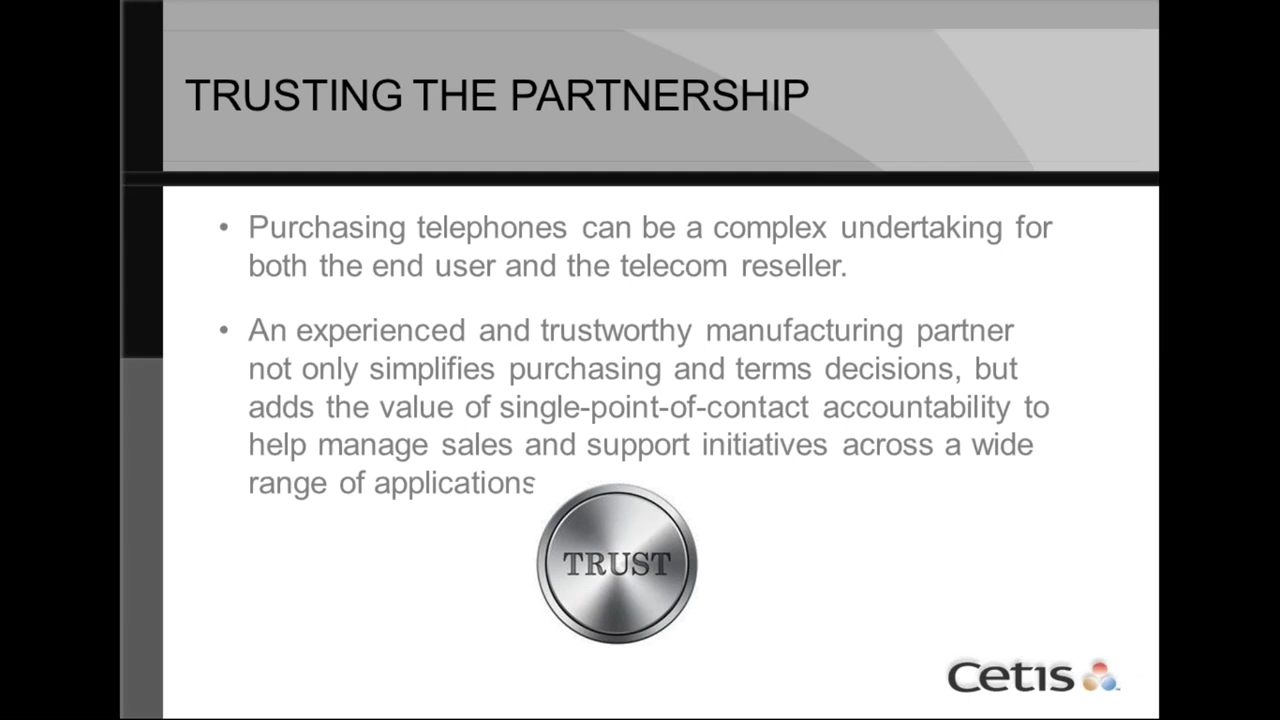 TRUSTING THE PARTNERSHIP
• Purchasing telephones can be a complex undertaking for
both the end user and the telecom reseller.
• An experienced and trustworthy manufacturing partner
not only simplifies purchasing and terms decisions, but
adds the value of single-point-of-contact accountability to
help manage sales and support initiatives across a wide
range of applications
TRUST
Cetis